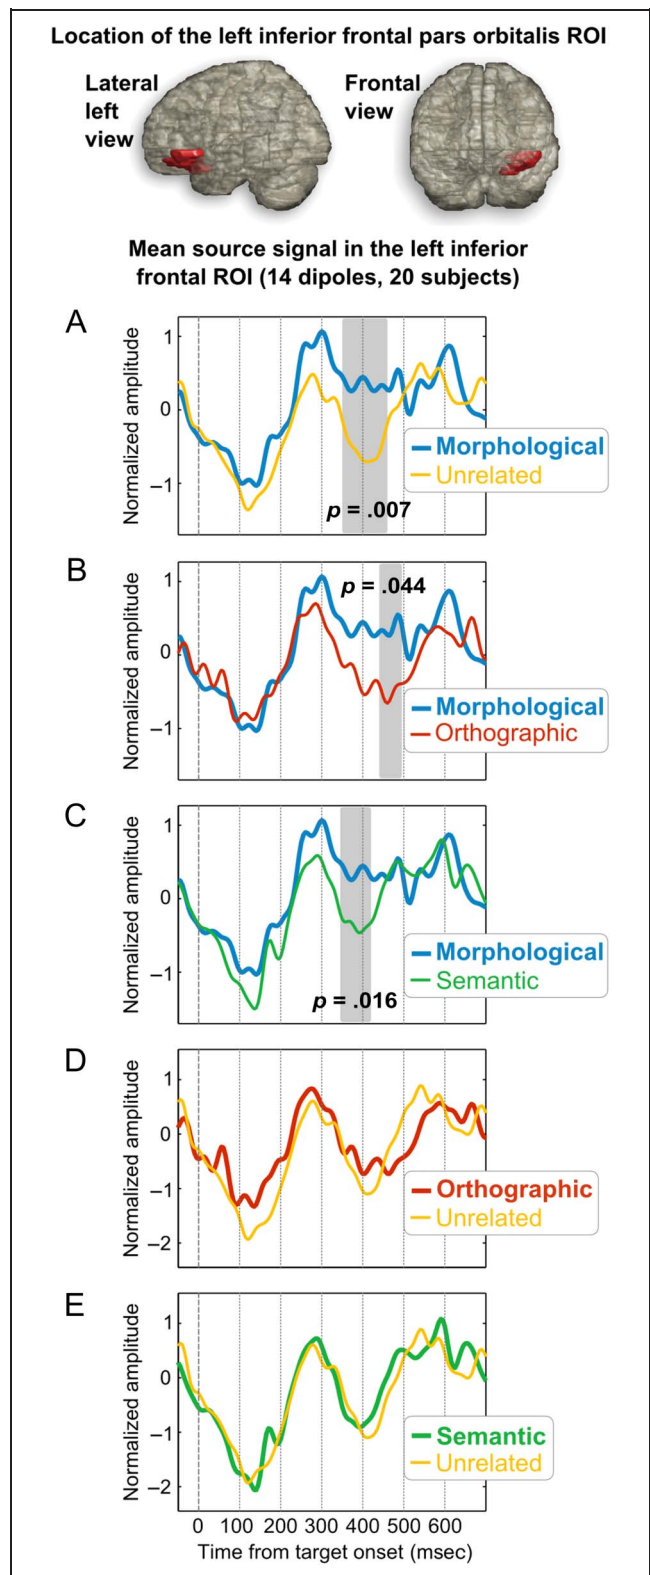 Location of the left inferior frontal pars orbitalis ROI
Lateral
left
view
Frontal
view
Mean source signal in the left inferior
frontal ROI (14 dipoles, 20 subjects)
A
Normalized amplitude
1
0
−1
Morphological
Unrelated
p = .007
B
Normalized amplitude
1
0
−1
p = .044
Morphological
Orthographic
C
Normalized amplitude
1
0
−1
Morphological
Semantic
p = .016
D
Normalized amplitude
1
0
−1
−2
Orthographic
Unrelated
E
Normalized amplitude
1
0
−1
−2
Semantic
Unrelated
0 100 200 300 400 500 600
Time from target onset (msec)